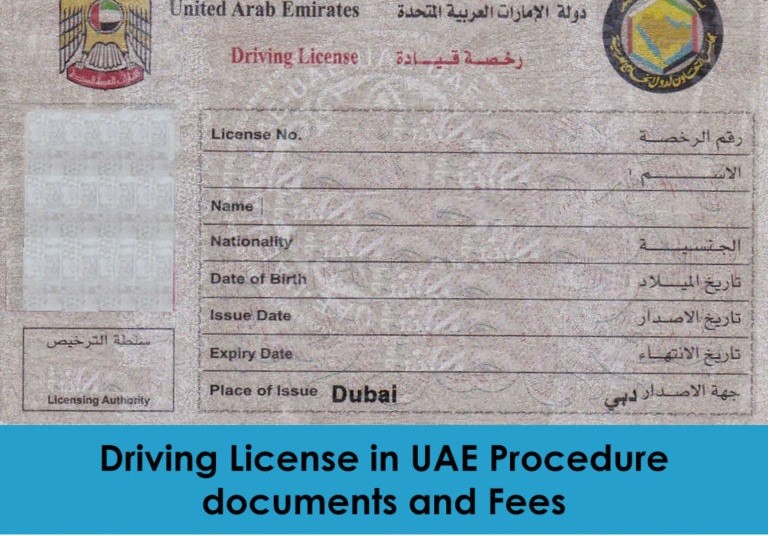 United Arab Emirates دولة الإمارات العربية المتحدة
Driving License رخصة قيادة
License No. رقم الرخصة
الاسم
Name
Nationality الجنسية
Date of Birth تاريخ الميلاد
Issue Date تاريخ الاصدار
Expiry Date تاريخ الانتهاء
Place of Issue Dubai جهة الاصدار دبي
سلطة الترخيص
Licensing Authority
Driving License in UAE Procedure
documents and Fees